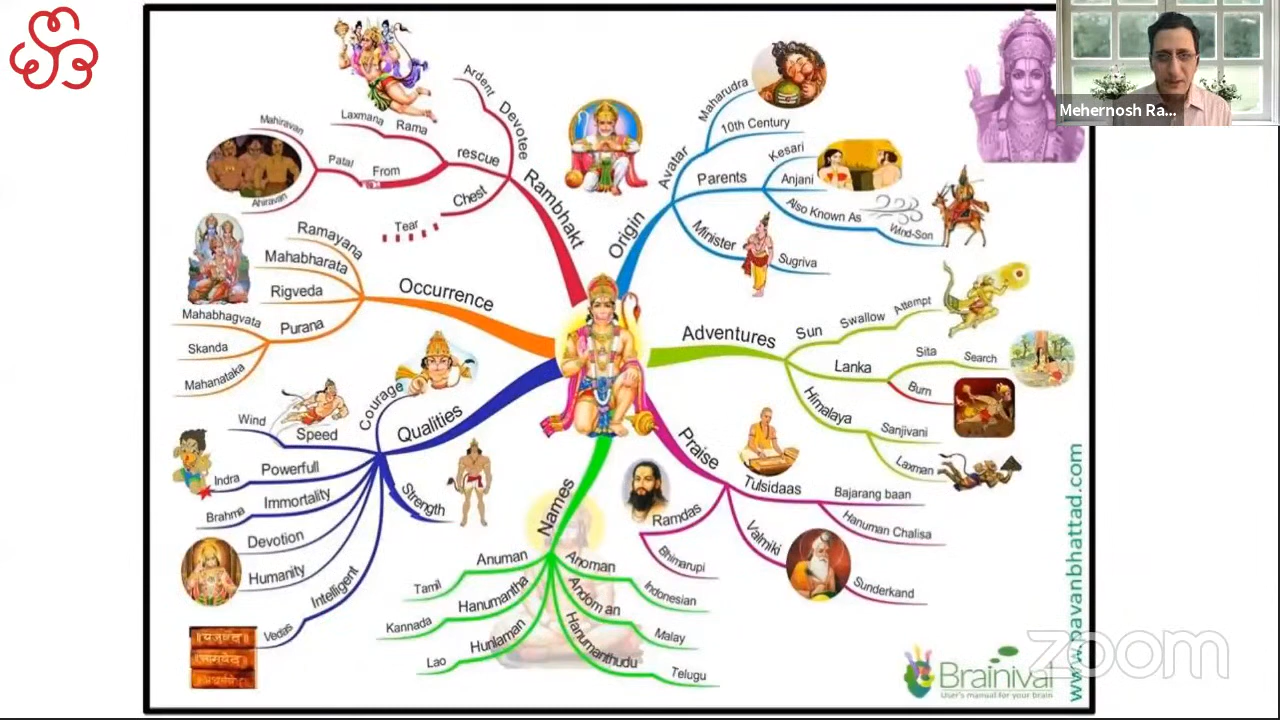 Mehernosh Ra...
Rambhakt
Devotee
Ardent
rescue
Rama
Laxmana
From
Patal
Mahiravan
Ahiravan
Chest
Tear
Origin
Avatar
Maharudra
10th Century
Parents
Kesari
Anjani
Also Known As
Wind-Son
Minister
Sugriva
Occurrence
Ramayana
Mahabharata
Rigveda
Purana
Mahabhagvata
Skanda
Mahanataka
Adventures
Sun
Swallow
Attempt
Lanka
Sita
Search
Burn
Himalaya
Sanjivani
Laxman
Qualities
Courage
Speed
Wind
Powerfull
Indra
Immortality
Brahma
Devotion
Humanity
Intelligent
Vedas
Strength
Praise
Tulsidaas
Bajarang baan
Hanuman Chalisa
Ramdas
Bhimarupi
Valmiki
Sunderkand
Names
Anuman
Tamil
Hanumantha
Kannada
Hunlaman
Lao
Anoman
Indonesian
Andoman
Malay
Hanumanthudu
Telugu
www.pavanbhattad.com
Brainival
User's manual for your brain
zoom